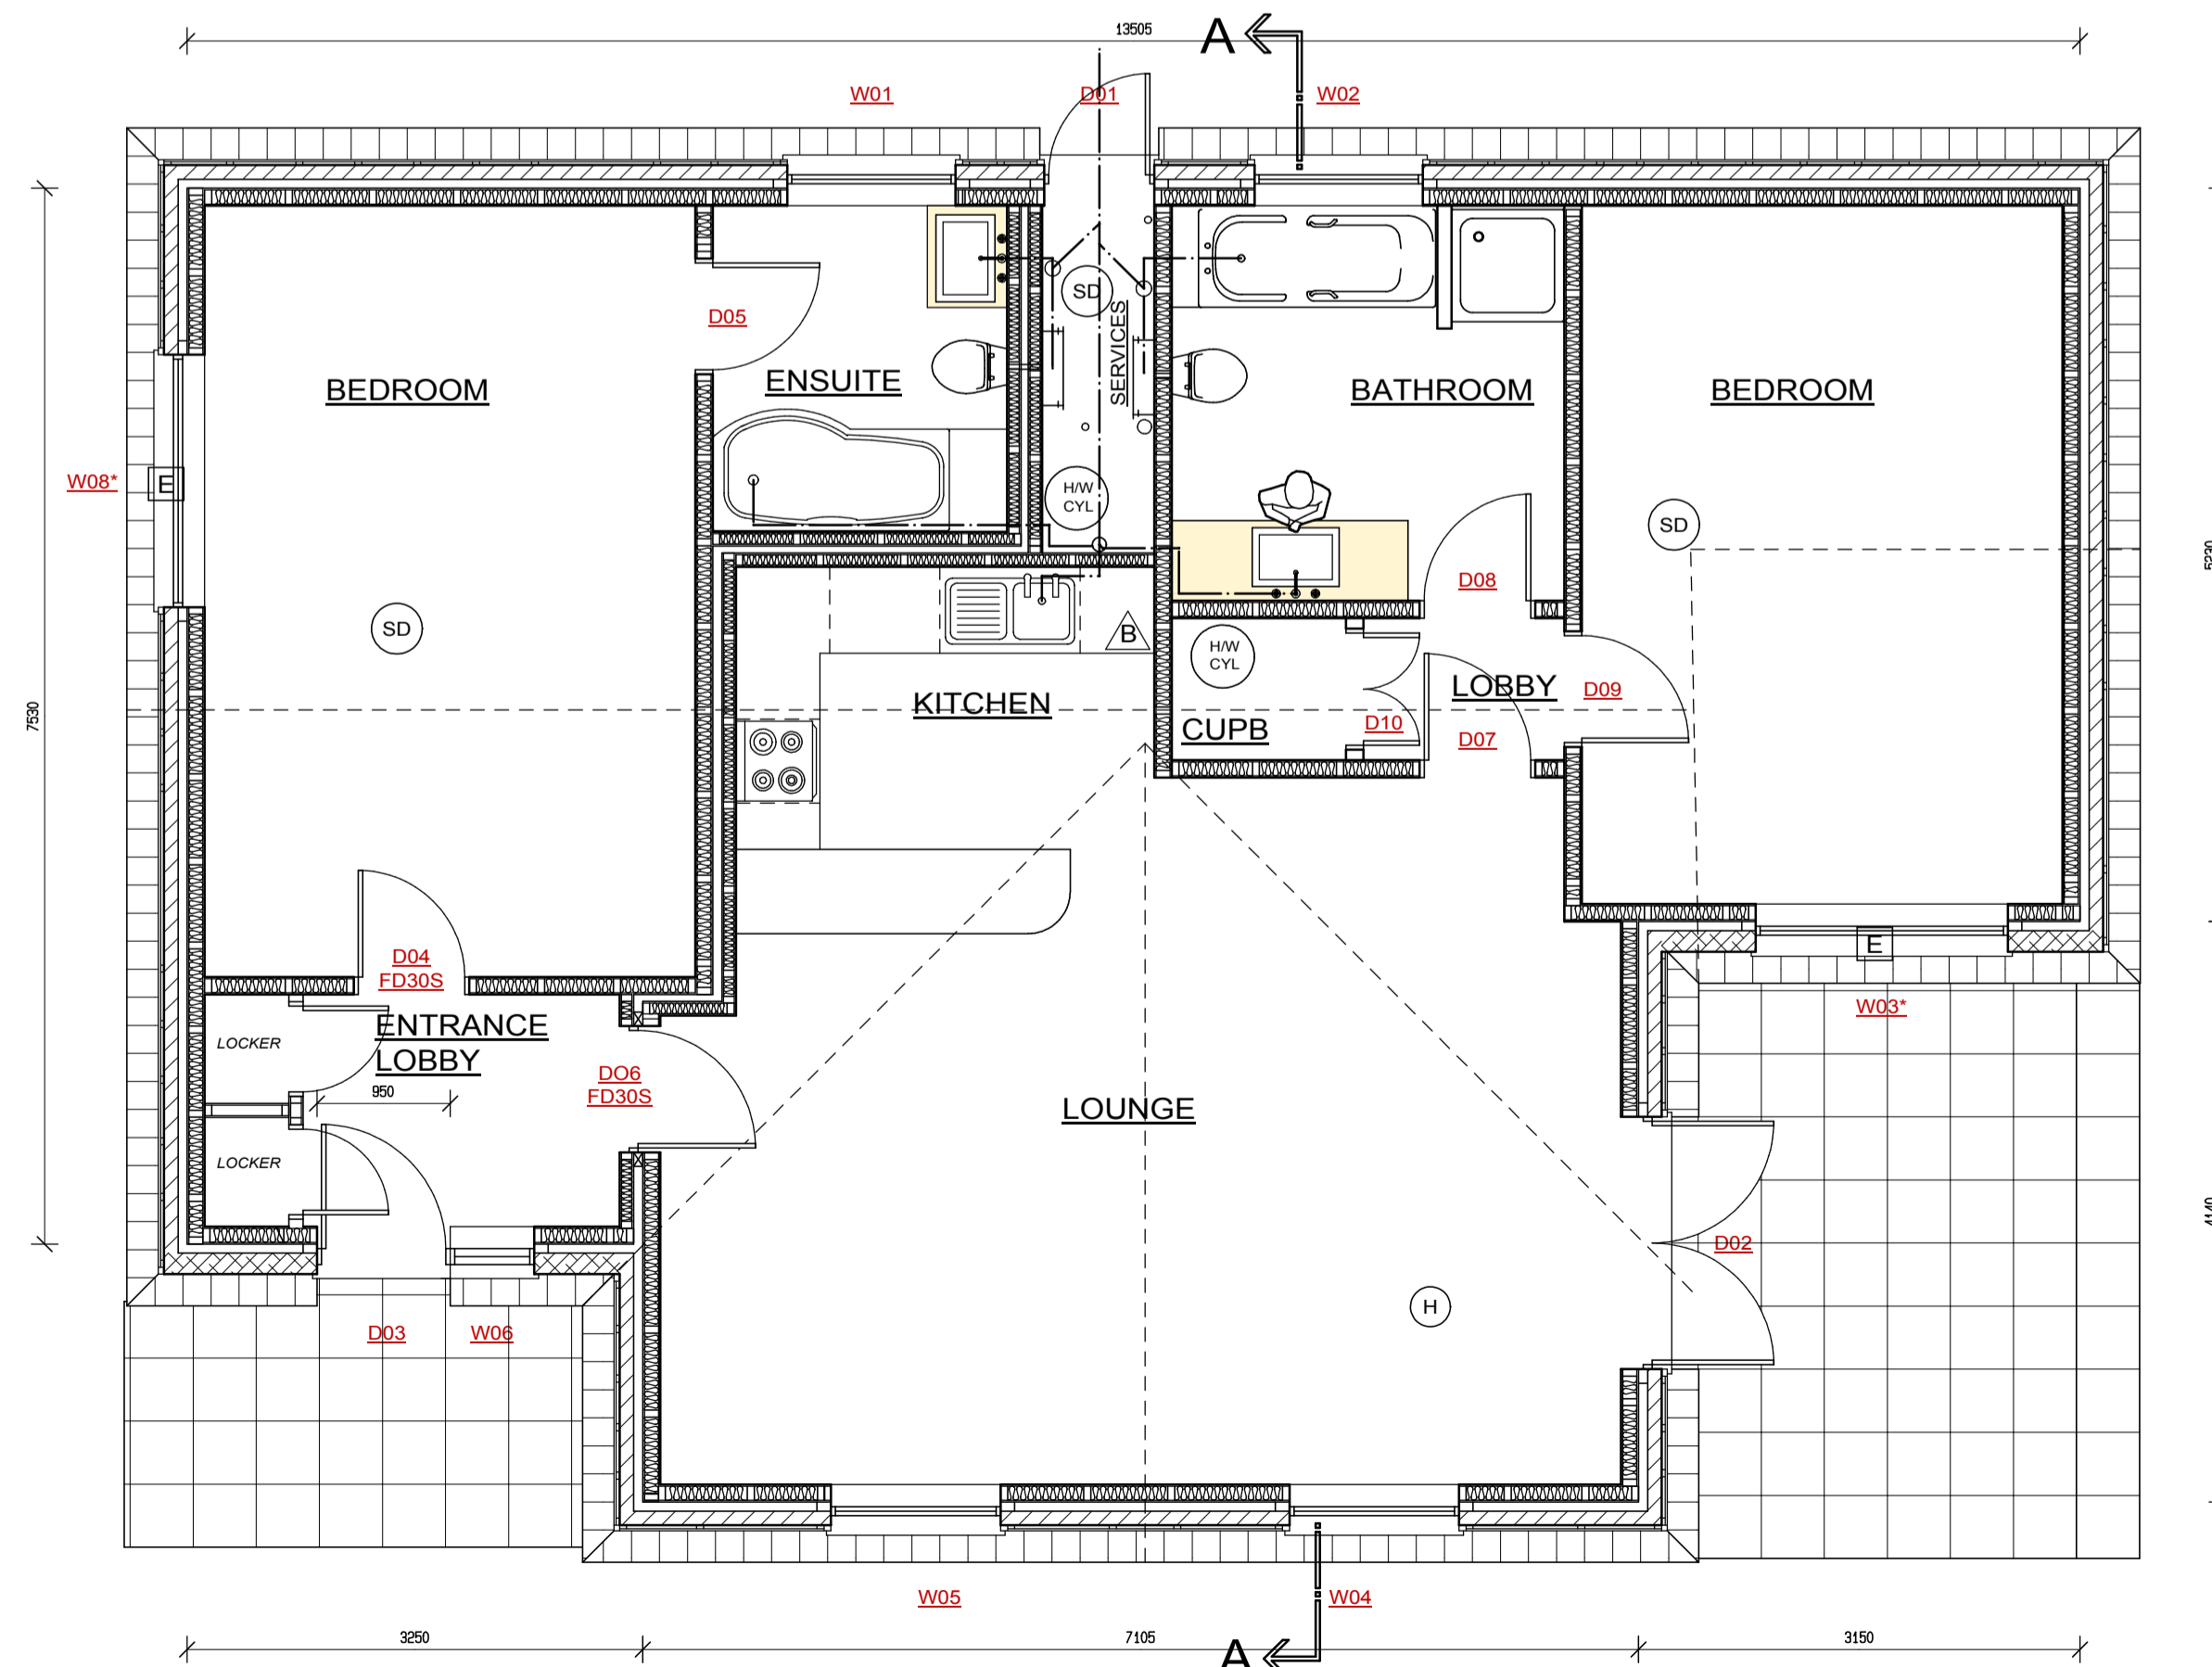 13505
A
W01
D01
W02
SD
D05
SERVICES
BEDROOM
ENSUITE
BATHROOM
BEDROOM
W08*
E
H/W
CYL
SD
5230
D08
SD
B
H/W
CYL
LOBBY
D09
KITCHEN
7530
CUPB
D10
D07
D04
FD30S
E
W03*
ENTRANCE
LOBBY
LOCKER
950
DO6
FD30S
LOUNGE
LOCKER
4140
D02
H
D03
W06
W05
W04
3250
7105
A
3150